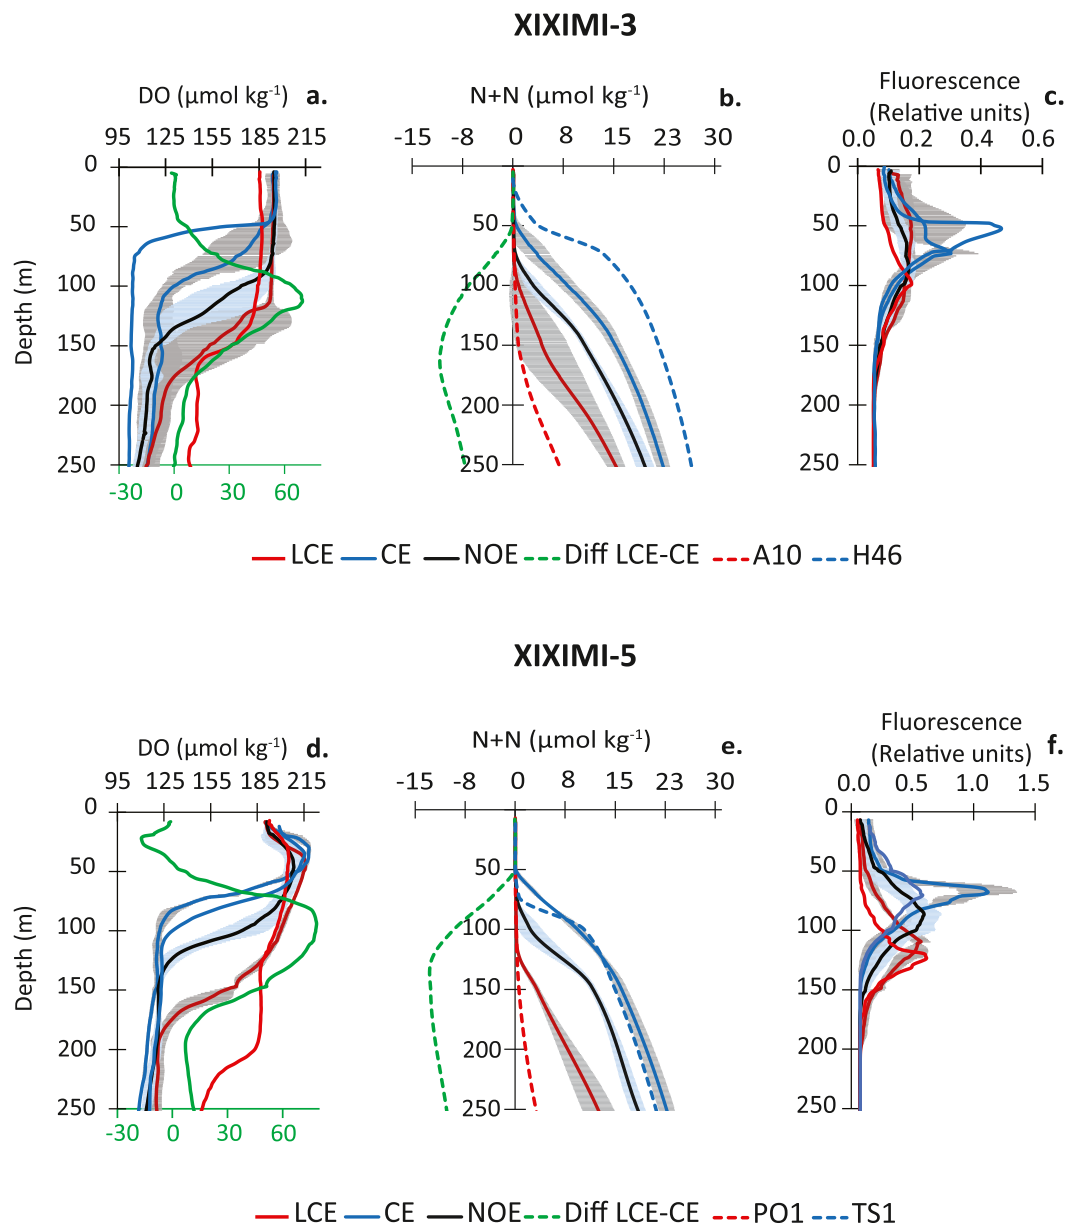 XIXIMI-3
DO (µmol kg-1) a.
95 125 155 185 215
N+N (µmol kg-1) b.
-15 -8 0 8 15 23 30
Fluorescence
(Relative units) c.
0.0 0.2 0.4 0.6
Depth (m)
0
50
100
150
200
250
-30 0 30 60
0
50
100
150
200
250
0
50
100
150
200
250
LCE CE NOE Diff LCE-CE A10 H46
XIXIMI-5
DO (µmol kg-1) d.
95 125 155 185 215
N+N (µmol kg-1) e.
-15 -8 0 8 15 23 30
Fluorescence
(Relative units) f.
0.0 0.5 1.0 1.5
Depth (m)
0
50
100
150
200
250
-30 0 30 60
0
50
100
150
200
250
0
50
100
150
200
250
LCE CE NOE Diff LCE-CE PO1 TS1